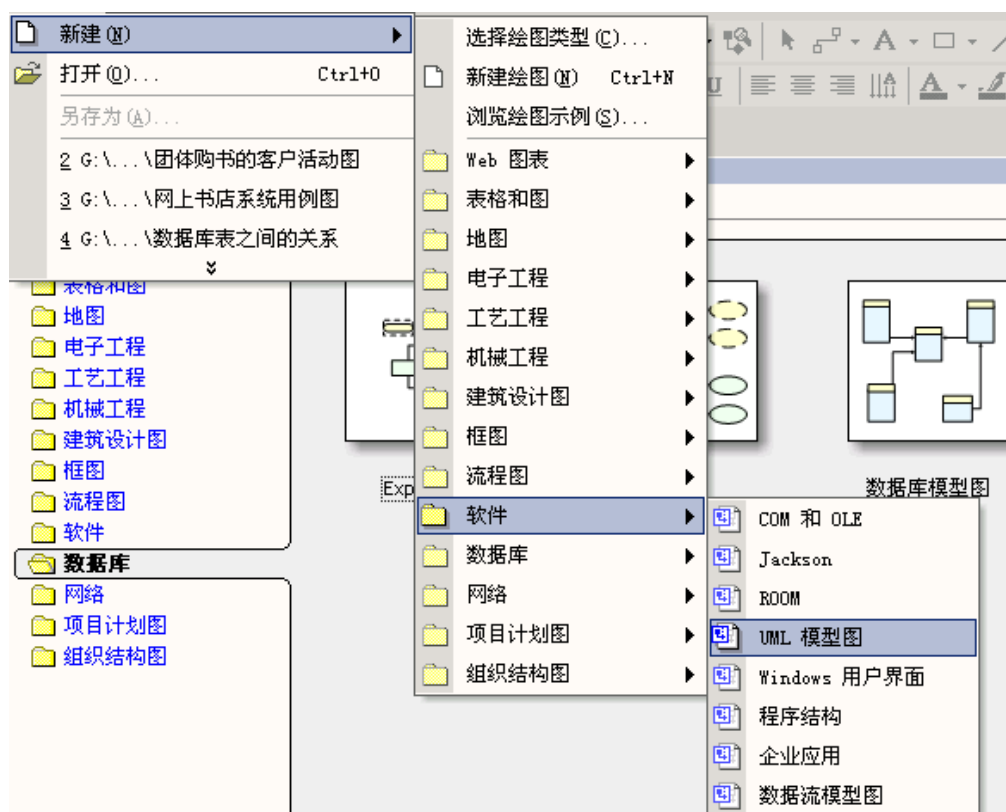 新建(N)
打开(O)... Ctrl+O
另存为(A)...
2 G:\...\团体购书的客户活动图
3 G:\...\网上书店系统用例图
4 G:\...\数据库表之间的关系
表格和图
地图
电子工程
工艺工程
机械工程
建筑设计图
框图
流程图
软件
数据库
网络
项目计划图
组织结构图
选择绘图类型(C)...
新建绘图(N) Ctrl+N
浏览绘图示例(S)...
Web 图表
表格和图
地图
电子工程
工艺工程
机械工程
建筑设计图
框图
流程图
软件
数据库
网络
项目计划图
组织结构图
COM 和 OLE
Jackson
ROOM
UML 模型图
Windows 用户界面
程序结构
企业应用
数据流模型图
A
U
A
Exp
数据库模型图